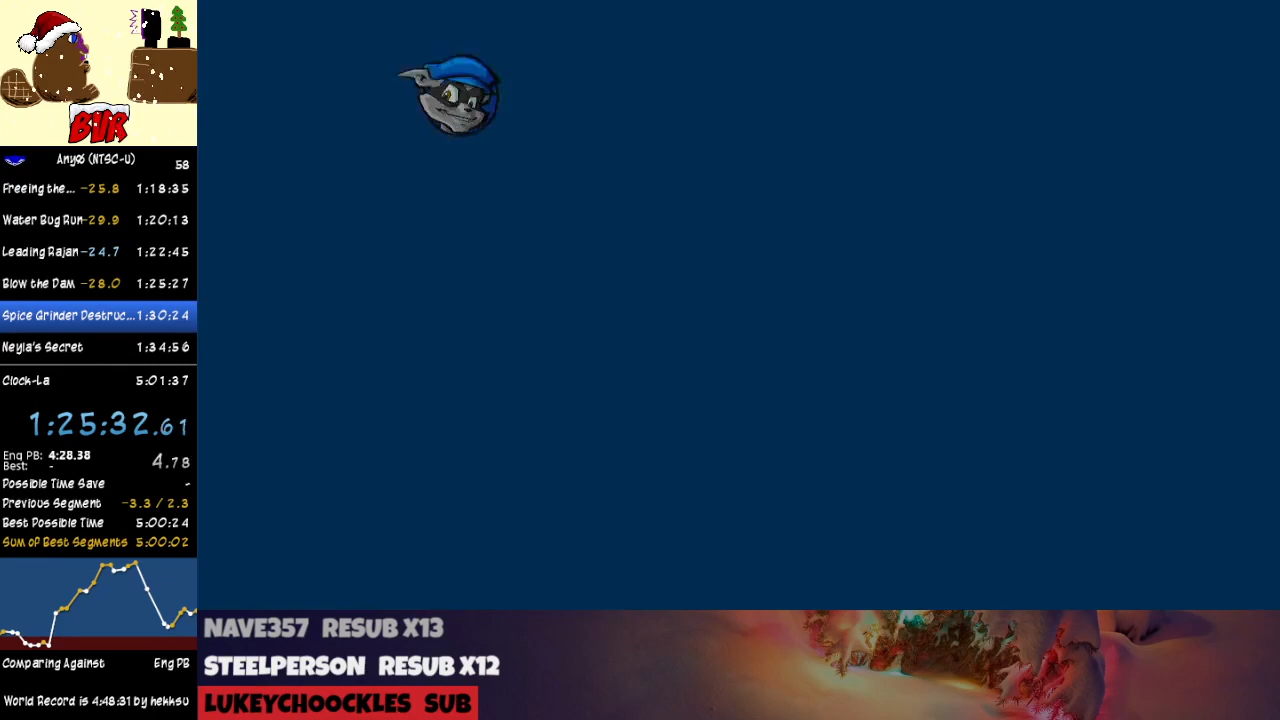 BVR
Any% (NTSC-U)
58
Freeing the... -25.8 1:18:35
Water Bug Run -29.9 1:20:13
Leading Rajan -24.7 1:22:45
Blow the Dam -28.0 1:25:27
Spice Grinder Destruc... 1:30:24
Neyla's Secret 1:34:56
Clock-La 5:01:37
1:25:32.61
Eng PB: 4:28.38
Best: -
4.78
Possible Time Save -
Previous Segment -3.3 / 2.3
Best Possible Time 5:00:24
Sum of Best Segments 5:00:02
Comparing Against Eng PB
World Record is 4:48:31 by hekksu
NAVE357 RESUB X13
STEELPERSON RESUB X12
LUKEYCHOOCKLES SUB